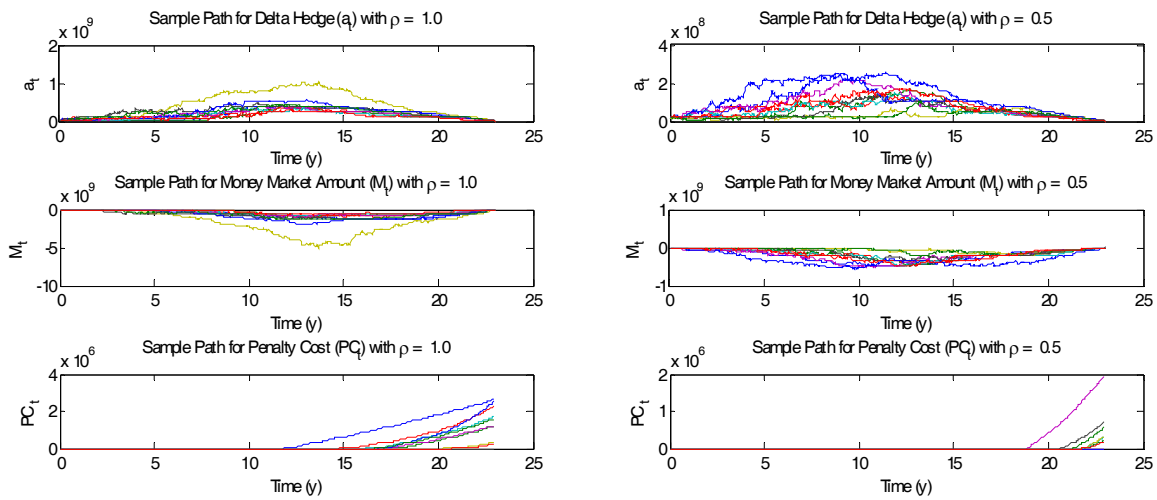 Sample Path for Delta Hedge (a_t) with ρ = 1.0
x 10^9
2
1
0
a_t
0 5 10 15 20 25
Time (y)
Sample Path for Money Market Amount (M_t) with ρ = 1.0
x 10^9
0
-5
-10
M_t
0 5 10 15 20 25
Time (y)
Sample Path for Penalty Cost (PC_t) with ρ = 1.0
x 10^6
4
2
0
PC_t
0 5 10 15 20 25
Time (y)
Sample Path for Delta Hedge (a_t) with ρ = 0.5
x 10^8
4
2
0
a_t
0 5 10 15 20 25
Time (y)
Sample Path for Money Market Amount (M_t) with ρ = 0.5
x 10^9
1
0
-1
M_t
0 5 10 15 20 25
Time (y)
Sample Path for Penalty Cost (PC_t) with ρ = 0.5
x 10^6
2
1
0
PC_t
0 5 10 15 20 25
Time (y)